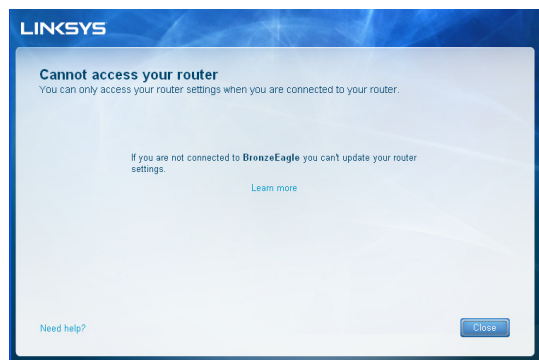 LINKSYS
Cannot access your router
You can only access your router settings when you are connected to your router.
If you are not connected to BronzeEagle you can't update your router
settings.
Learn more
Need help?
Close